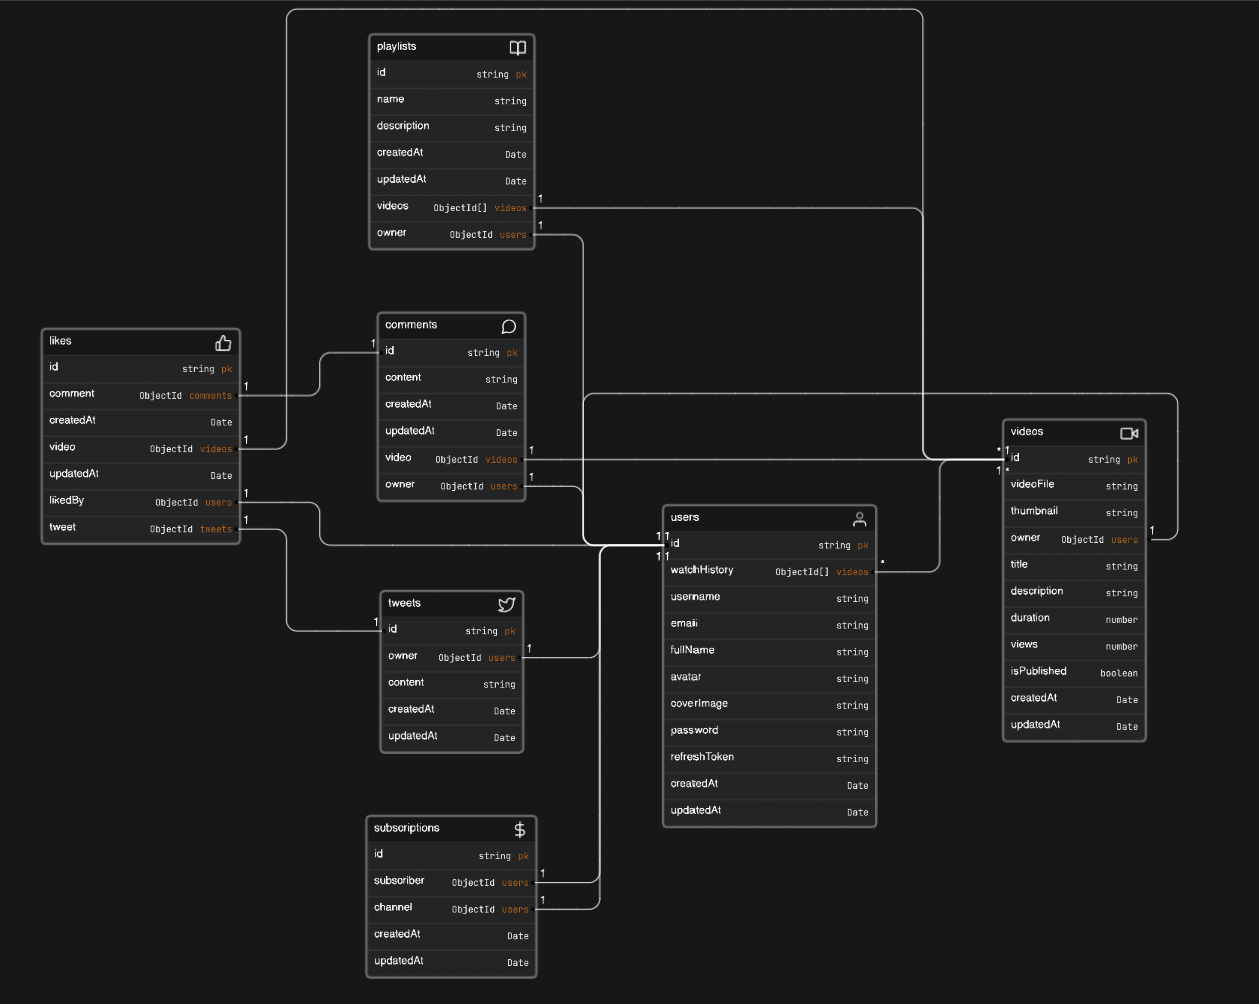 playlists
id string pk
name string
description string
createdAt Date
updatedAt Date
videos ObjectId[] videos 1
owner ObjectId users 1
likes
id string pk
comment ObjectId comments 1
createdAt Date
video ObjectId videos 1
updatedAt Date
likedBy ObjectId users 1
tweet ObjectId tweets 1
comments
1 id string pk
content string
createdAt Date
updatedAt Date
video ObjectId videos 1
owner ObjectId users 1
tweets
1 id string pk
owner ObjectId users 1
content string
createdAt Date
updatedAt Date
subscriptions
id string pk
subscriber ObjectId users 1
channel ObjectId users 1
createdAt Date
updatedAt Date
users
1 1
id string pk
1 1
watchHistory ObjectId[] videos *
username string
email string
fullName string
avatar string
coverImage string
password string
refreshToken string
createdAt Date
updatedAt Date
videos
* 1
id string pk
1 *
videoFile string
thumbnail string
owner ObjectId users 1
title string
description string
duration number
views number
isPublished boolean
createdAt Date
updatedAt Date